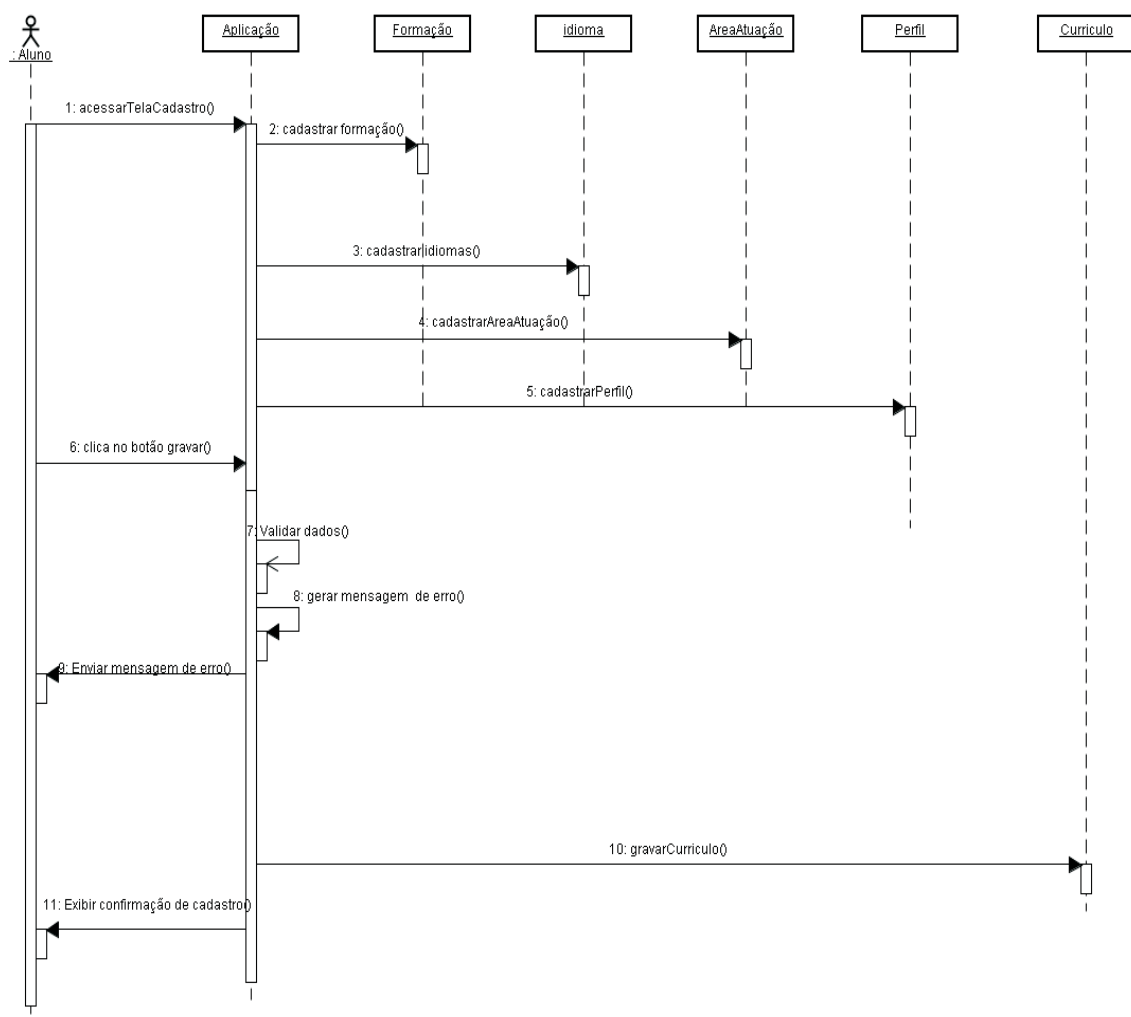 : Aluno
Aplicação
Formação
idioma
AreaAtuação
Perfil
Curriculo
1: acessarTelaCadastro()
2: cadastrar formação()
3: cadastrar idiomas()
4: cadastrarAreaAtuação()
5: cadastrarPerfil()
6: clica no botão gravar()
7: Validar dados()
8: gerar mensagem de erro()
9: Enviar mensagem de erro()
10: gravarCurriculo()
11: Exibir confirmação de cadastro()